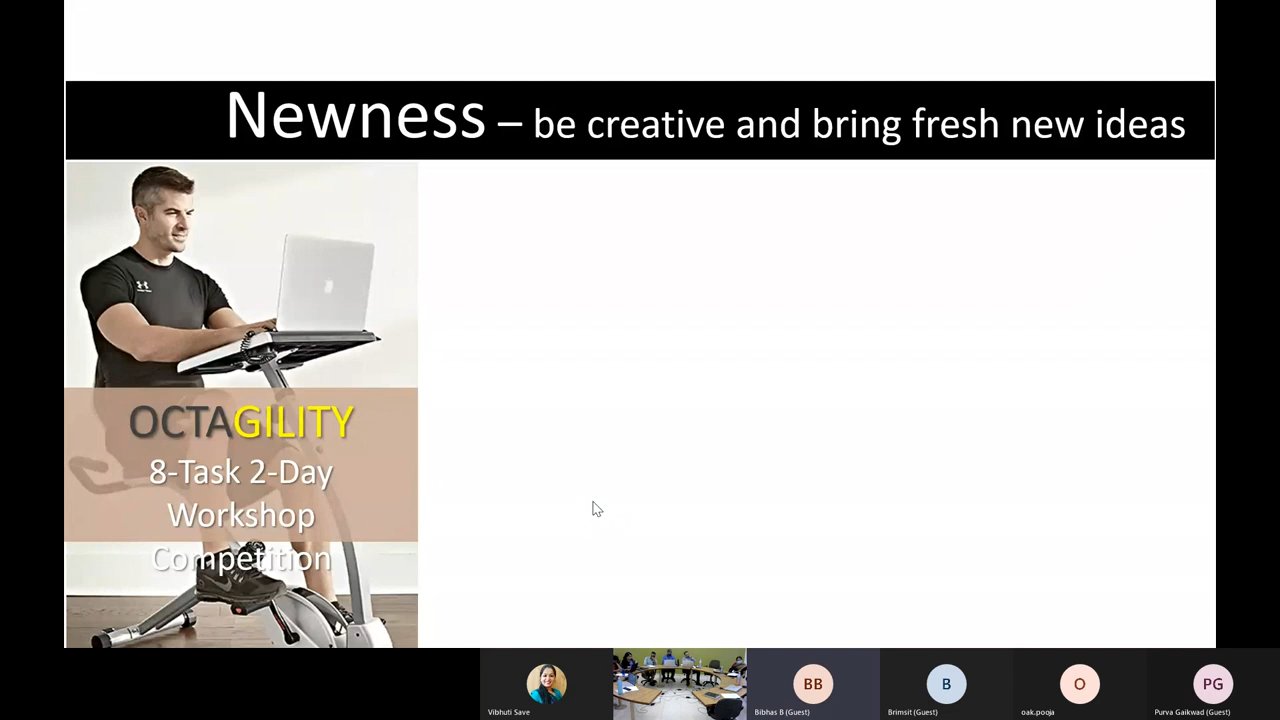 Newness – be creative and bring fresh new ideas
OCTAGILITY
8-Task 2-Day
Workshop
Competition
Vibhuti Save
BB
Bibhas B (Guest)
B
Brimsit (Guest)
O
oak.pooja
PG
Purva Gaikwad (Guest)